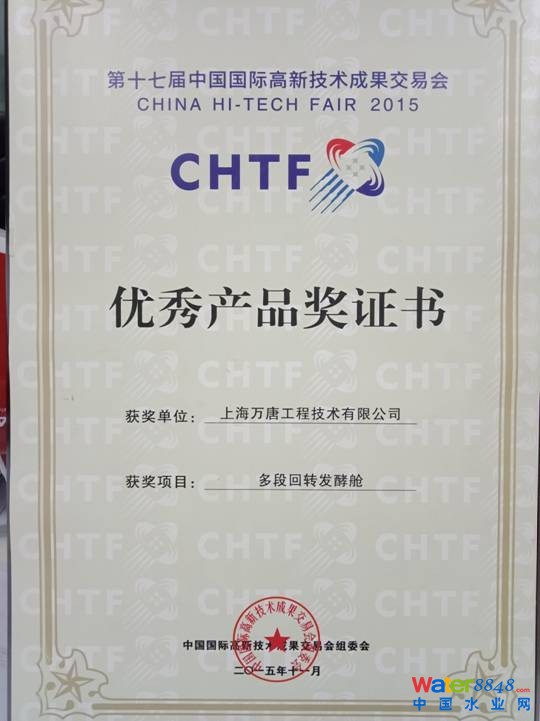 第十七届中国国际高新技术成果交易会
CHINA HI-TECH FAIR 2015
CHTF
优秀产品奖证书
获奖单位： 上海万唐工程技术有限公司
获奖项目： 多段回转发酵舱
中国国际高新技术成果交易会组委会
二〇一五年十一月
Water8848.com
中国水业网